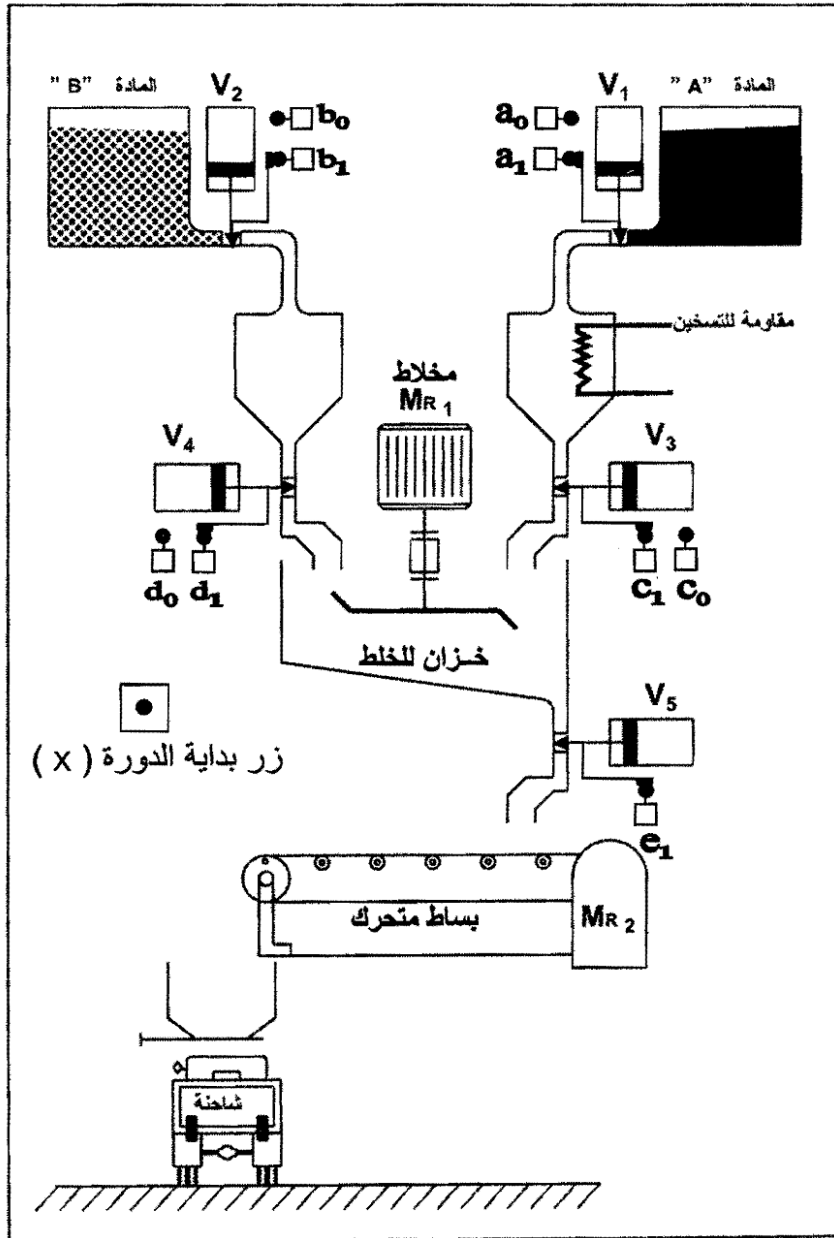 المادة "B"
V₂
b₀
b₁
V₁
المادة "A"
a₀
a₁
مقاومة للتسخين
مخلاط
MR 1
V₄
d₀ d₁
V₃
c₁ c₀
خزان للخلط
V₅
e₁
زر بداية الدورة ( x )
بساط متحرك
MR 2
شاحنة